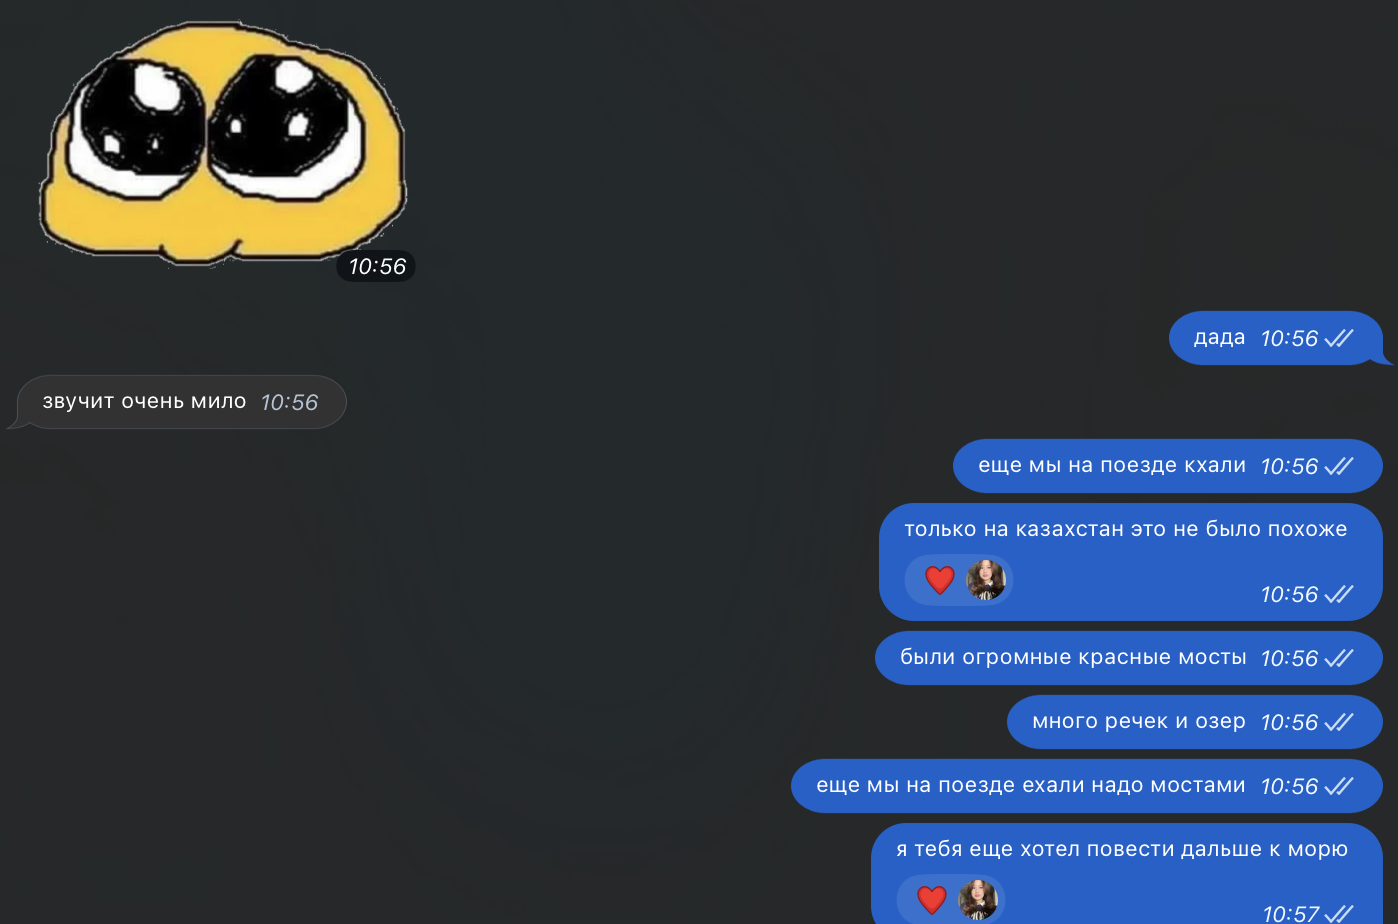 10:56
дада 10:56
звучит очень мило 10:56
еще мы на поезде кхали 10:56
только на казахстан это не было похоже
10:56
были огромные красные мосты 10:56
много речек и озер 10:56
еще мы на поезде ехали надо мостами 10:56
я тебя еще хотел повести дальше к морю
10:57